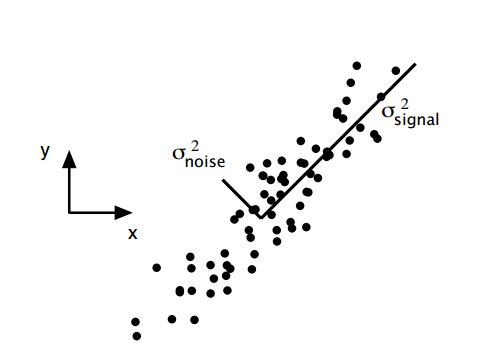 σ²signal
y
σ²noise
x